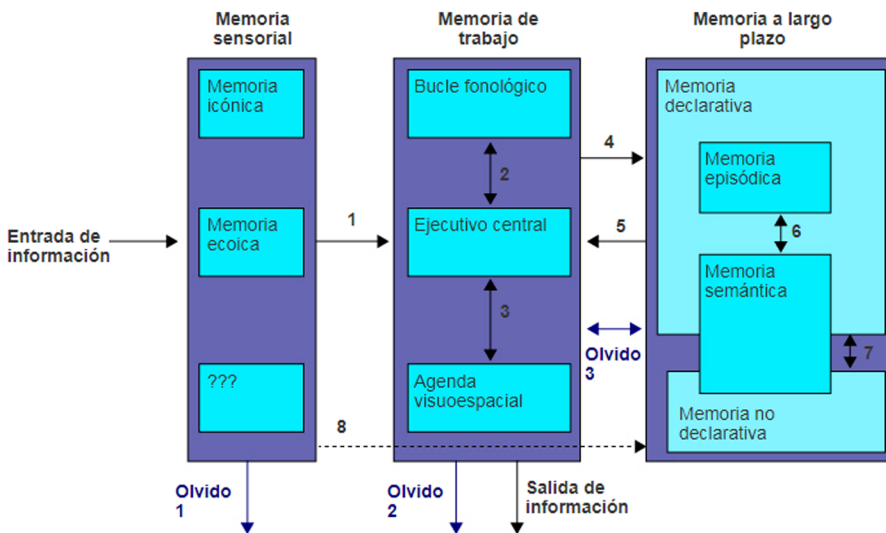 Memoria
sensorial
Memoria de
trabajo
Memoria a largo
plazo
Memoria
icónica
Bucle fonológico
Memoria
declarativa
4
2
Memoria
episódica
1
Memoria
ecoica
Ejecutivo central
5
6
Entrada de
información
Memoria
semántica
3
Olvido
3
7
???
Agenda
visuoespacial
8
Memoria no
declarativa
Olvido
1
Olvido
2
Salida de
información